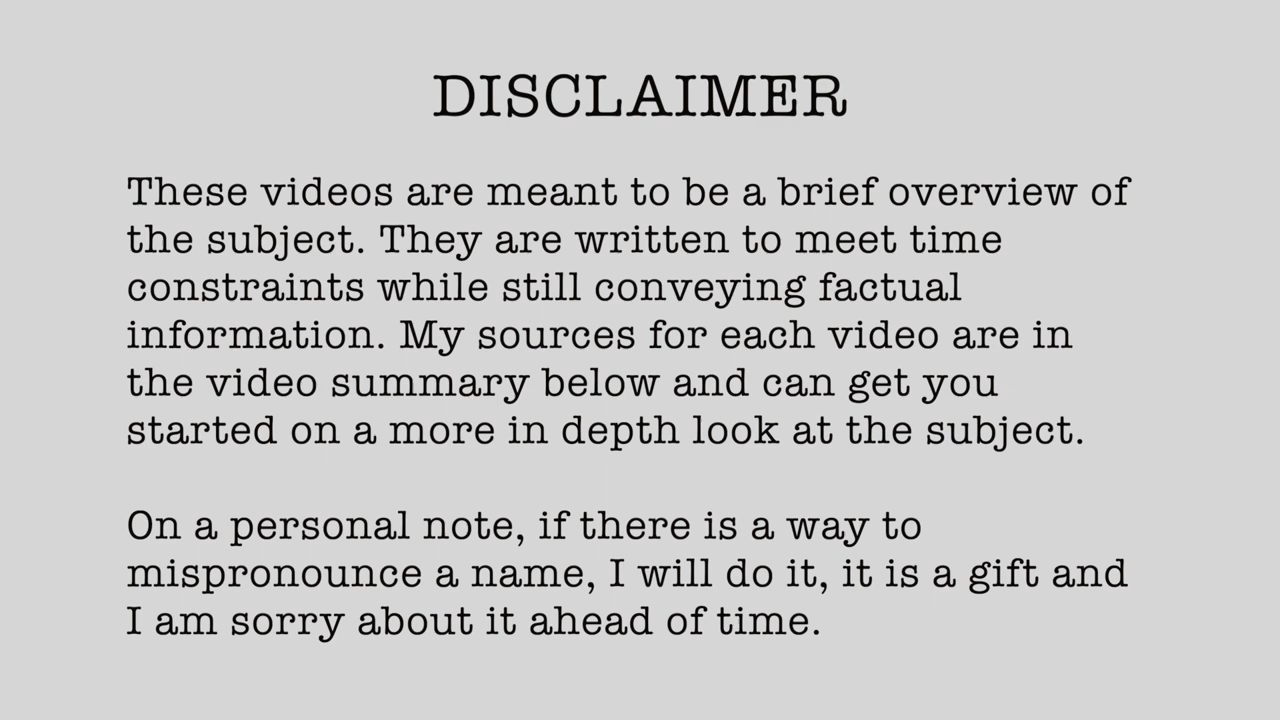 DISCLAIMER
These videos are meant to be a brief overview of
the subject. They are written to meet time
constraints while still conveying factual
information. My sources for each video are in
the video summary below and can get you
started on a more in depth look at the subject.
On a personal note, if there is a way to
mispronounce a name, I will do it, it is a gift and
I am sorry about it ahead of time.